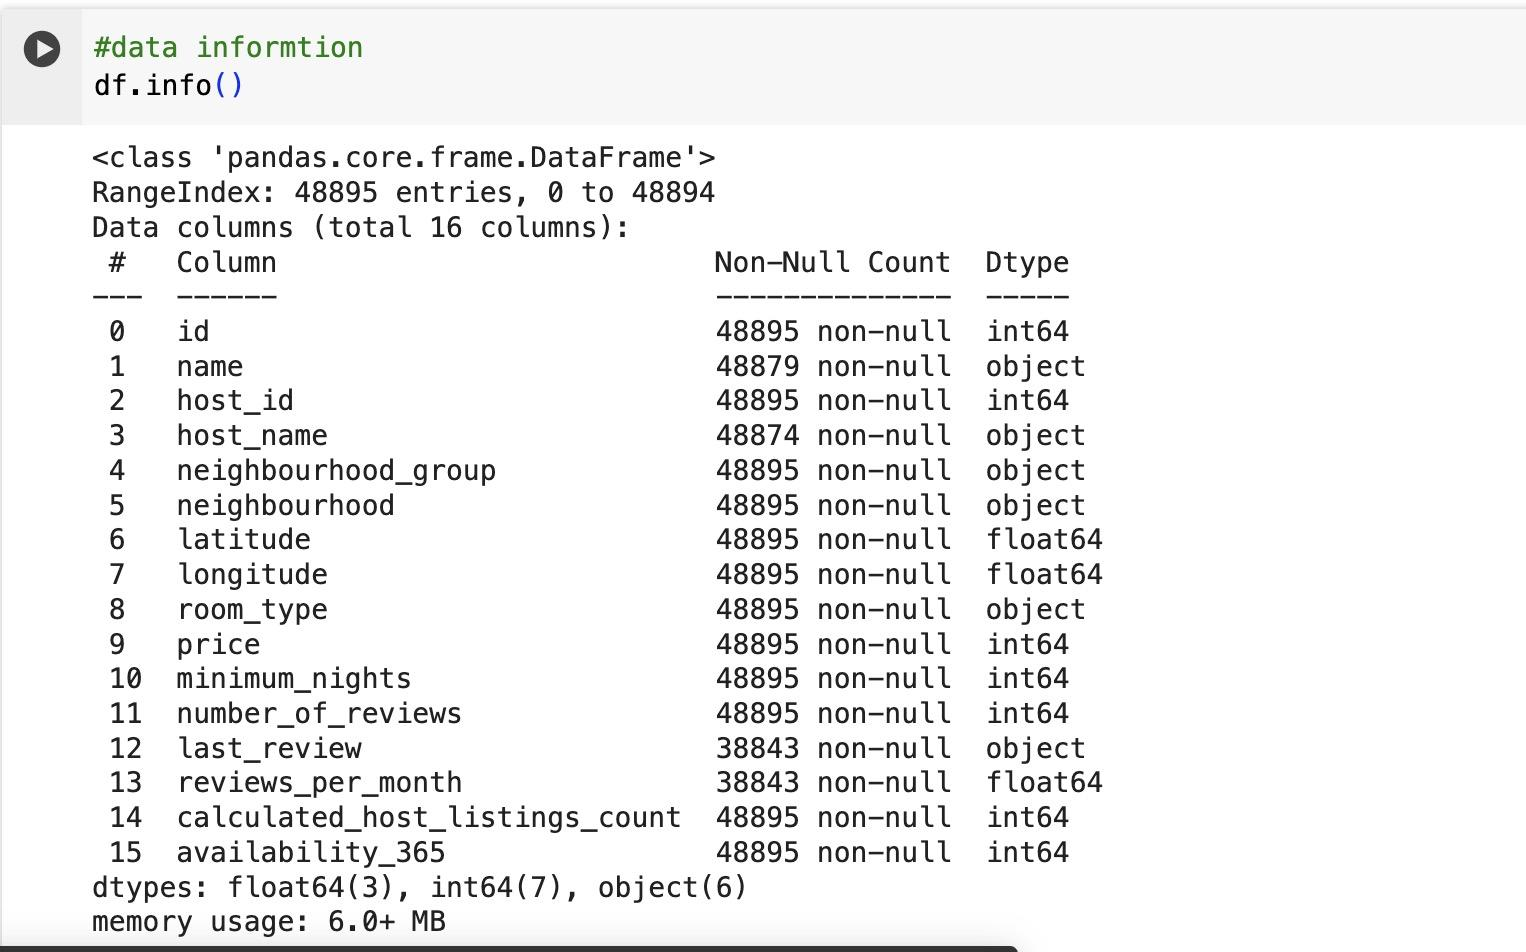 #data informtion
df.info()
<class 'pandas.core.frame.DataFrame'>
RangeIndex: 48895 entries, 0 to 48894
Data columns (total 16 columns):
 #   Column                          Non-Null Count  Dtype
---  ------                          --------------  -----
 0   id                              48895 non-null  int64
 1   name                            48879 non-null  object
 2   host_id                         48895 non-null  int64
 3   host_name                       48874 non-null  object
 4   neighbourhood_group             48895 non-null  object
 5   neighbourhood                   48895 non-null  object
 6   latitude                        48895 non-null  float64
 7   longitude                       48895 non-null  float64
 8   room_type                       48895 non-null  object
 9   price                           48895 non-null  int64
 10  minimum_nights                  48895 non-null  int64
 11  number_of_reviews               48895 non-null  int64
 12  last_review                     38843 non-null  object
 13  reviews_per_month               38843 non-null  float64
 14  calculated_host_listings_count  48895 non-null  int64
 15  availability_365                48895 non-null  int64
dtypes: float64(3), int64(7), object(6)
memory usage: 6.0+ MB